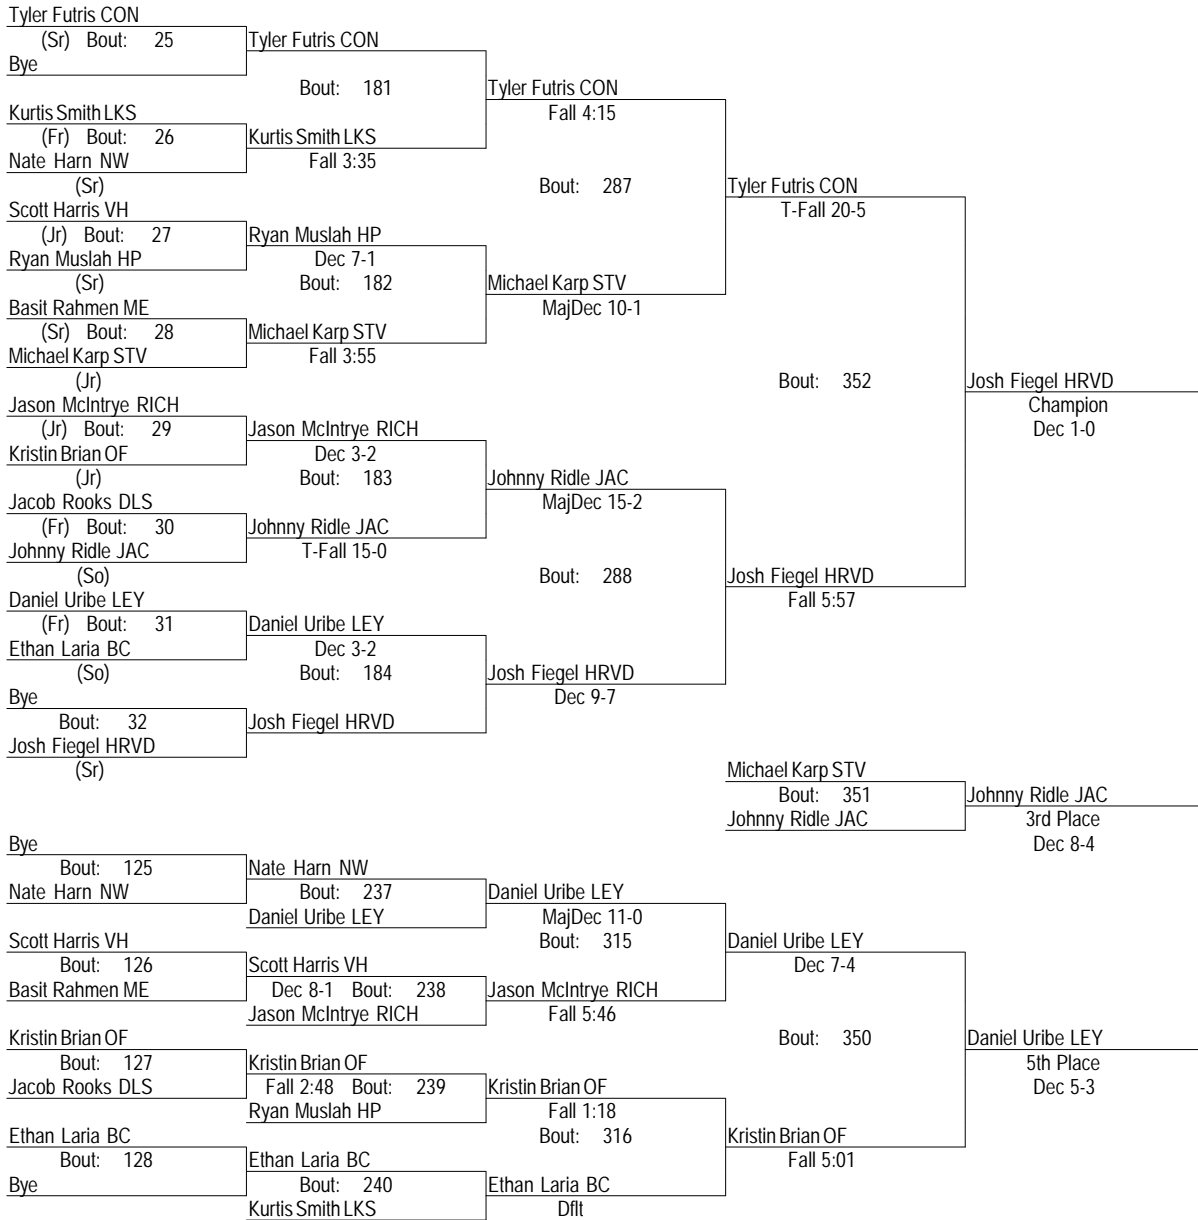 Tyler Futris CON
(Sr) Bout: 25 Tyler Futris CON
Bye
Bout: 181 Tyler Futris CON
Kurtis Smith LKS Fall 4:15
(Fr) Bout: 26 Kurtis Smith LKS
Nate Harn NW Fall 3:35
(Sr) Bout: 287 Tyler Futris CON
Scott Harris VH T-Fall 20-5
(Jr) Bout: 27 Ryan Muslah HP
Ryan Muslah HP Dec 7-1
(Sr) Bout: 182 Michael Karp STV
Basit Rahmen ME MajDec 10-1
(Sr) Bout: 28 Michael Karp STV
Michael Karp STV Fall 3:55
(Jr) Bout: 352 Josh Fiegel HRVD
Jason McIntrye RICH Champion
(Jr) Bout: 29 Jason McIntrye RICH Dec 1-0
Kristin Brian OF Dec 3-2
(Jr) Bout: 183 Johnny Ridle JAC
Jacob Rooks DLS MajDec 15-2
(Fr) Bout: 30 Johnny Ridle JAC
Johnny Ridle JAC T-Fall 15-0
(So) Bout: 288 Josh Fiegel HRVD
Daniel Uribe LEY Fall 5:57
(Fr) Bout: 31 Daniel Uribe LEY
Ethan Laria BC Dec 3-2
(So) Bout: 184 Josh Fiegel HRVD
Bye Dec 9-7
Bout: 32 Josh Fiegel HRVD
Josh Fiegel HRVD
(Sr) Michael Karp STV
Bout: 351 Johnny Ridle JAC
Johnny Ridle JAC 3rd Place
Bye Dec 8-4
Bout: 125 Nate Harn NW
Nate Harn NW Bout: 237 Daniel Uribe LEY
Daniel Uribe LEY MajDec 11-0
Scott Harris VH Bout: 315 Daniel Uribe LEY
Bout: 126 Scott Harris VH Dec 7-4
Basit Rahmen ME Dec 8-1 Bout: 238 Jason McIntrye RICH
Jason McIntrye RICH Fall 5:46
Kristin Brian OF Bout: 350 Daniel Uribe LEY
Bout: 127 Kristin Brian OF 5th Place
Jacob Rooks DLS Fall 2:48 Bout: 239 Kristin Brian OF Dec 5-3
Ryan Muslah HP Fall 1:18
Ethan Laria BC Bout: 316 Kristin Brian OF
Bout: 128 Ethan Laria BC Fall 5:01
Bye Bout: 240 Ethan Laria BC
Kurtis Smith LKS Dflt